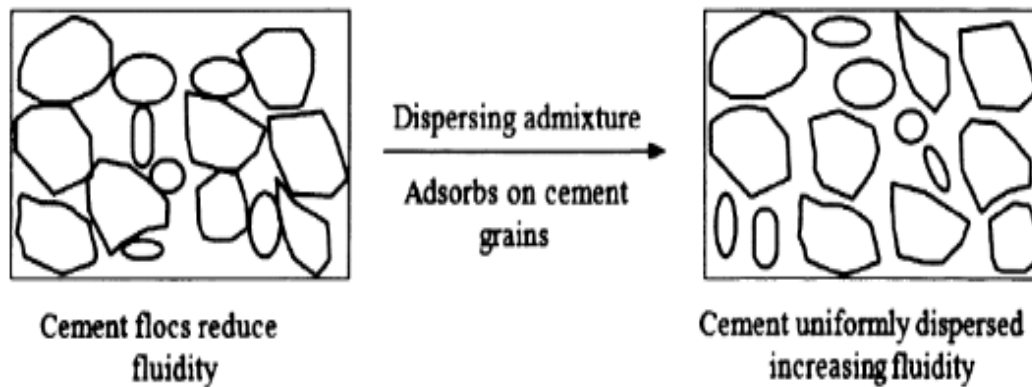 Dispersing admixture
Adsorbs on cement
grains
Cement flocs reduce
fluidity
Cement uniformly dispersed
increasing fluidity